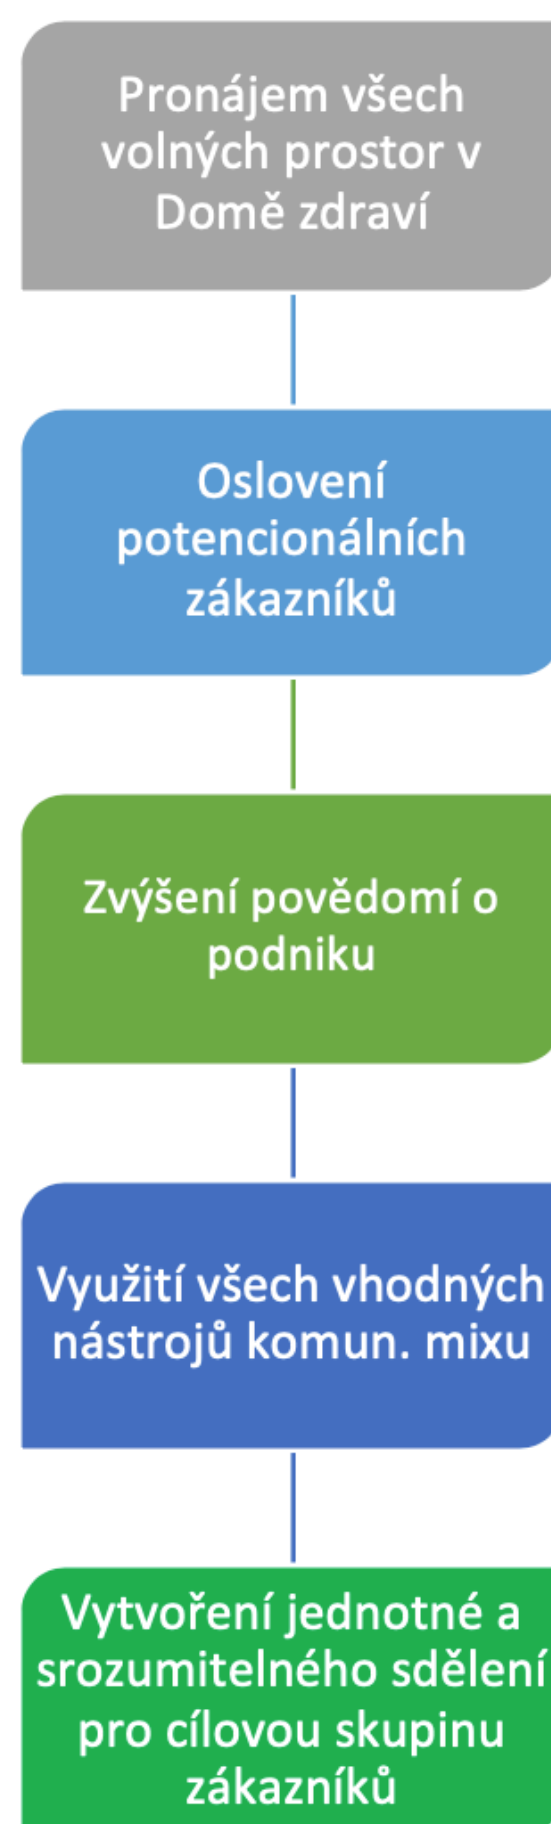 Pronájem všech
volných prostor v
Domě zdraví
Oslovení
potencionálních
zákazníků
Zvýšení povědomí o
podniku
Využití všech vhodných
nástrojů komun. mixu
Vytvoření jednotné a
srozumitelného sdělení
pro cílovou skupinu
zákazníků